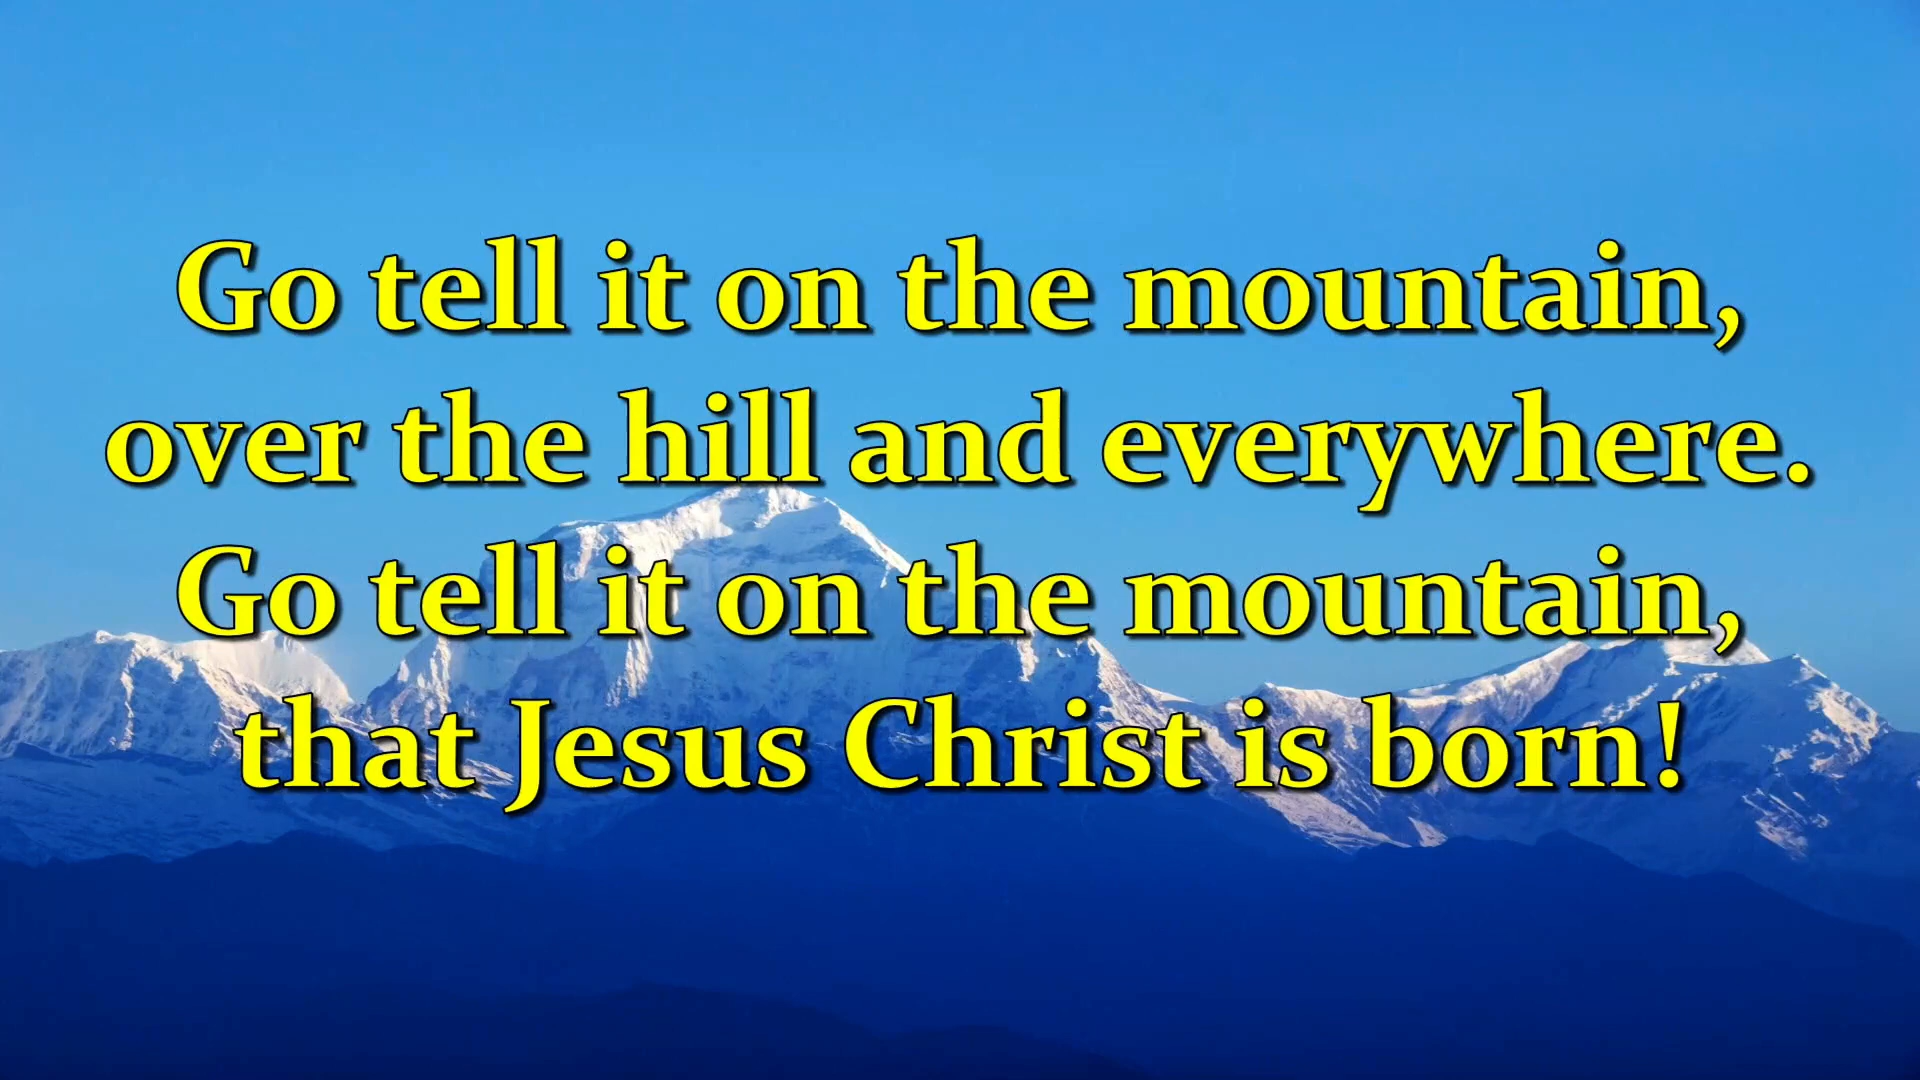 Go tell it on the mountain,
over the hill and everywhere.
Go tell it on the mountain,
that Jesus Christ is born!